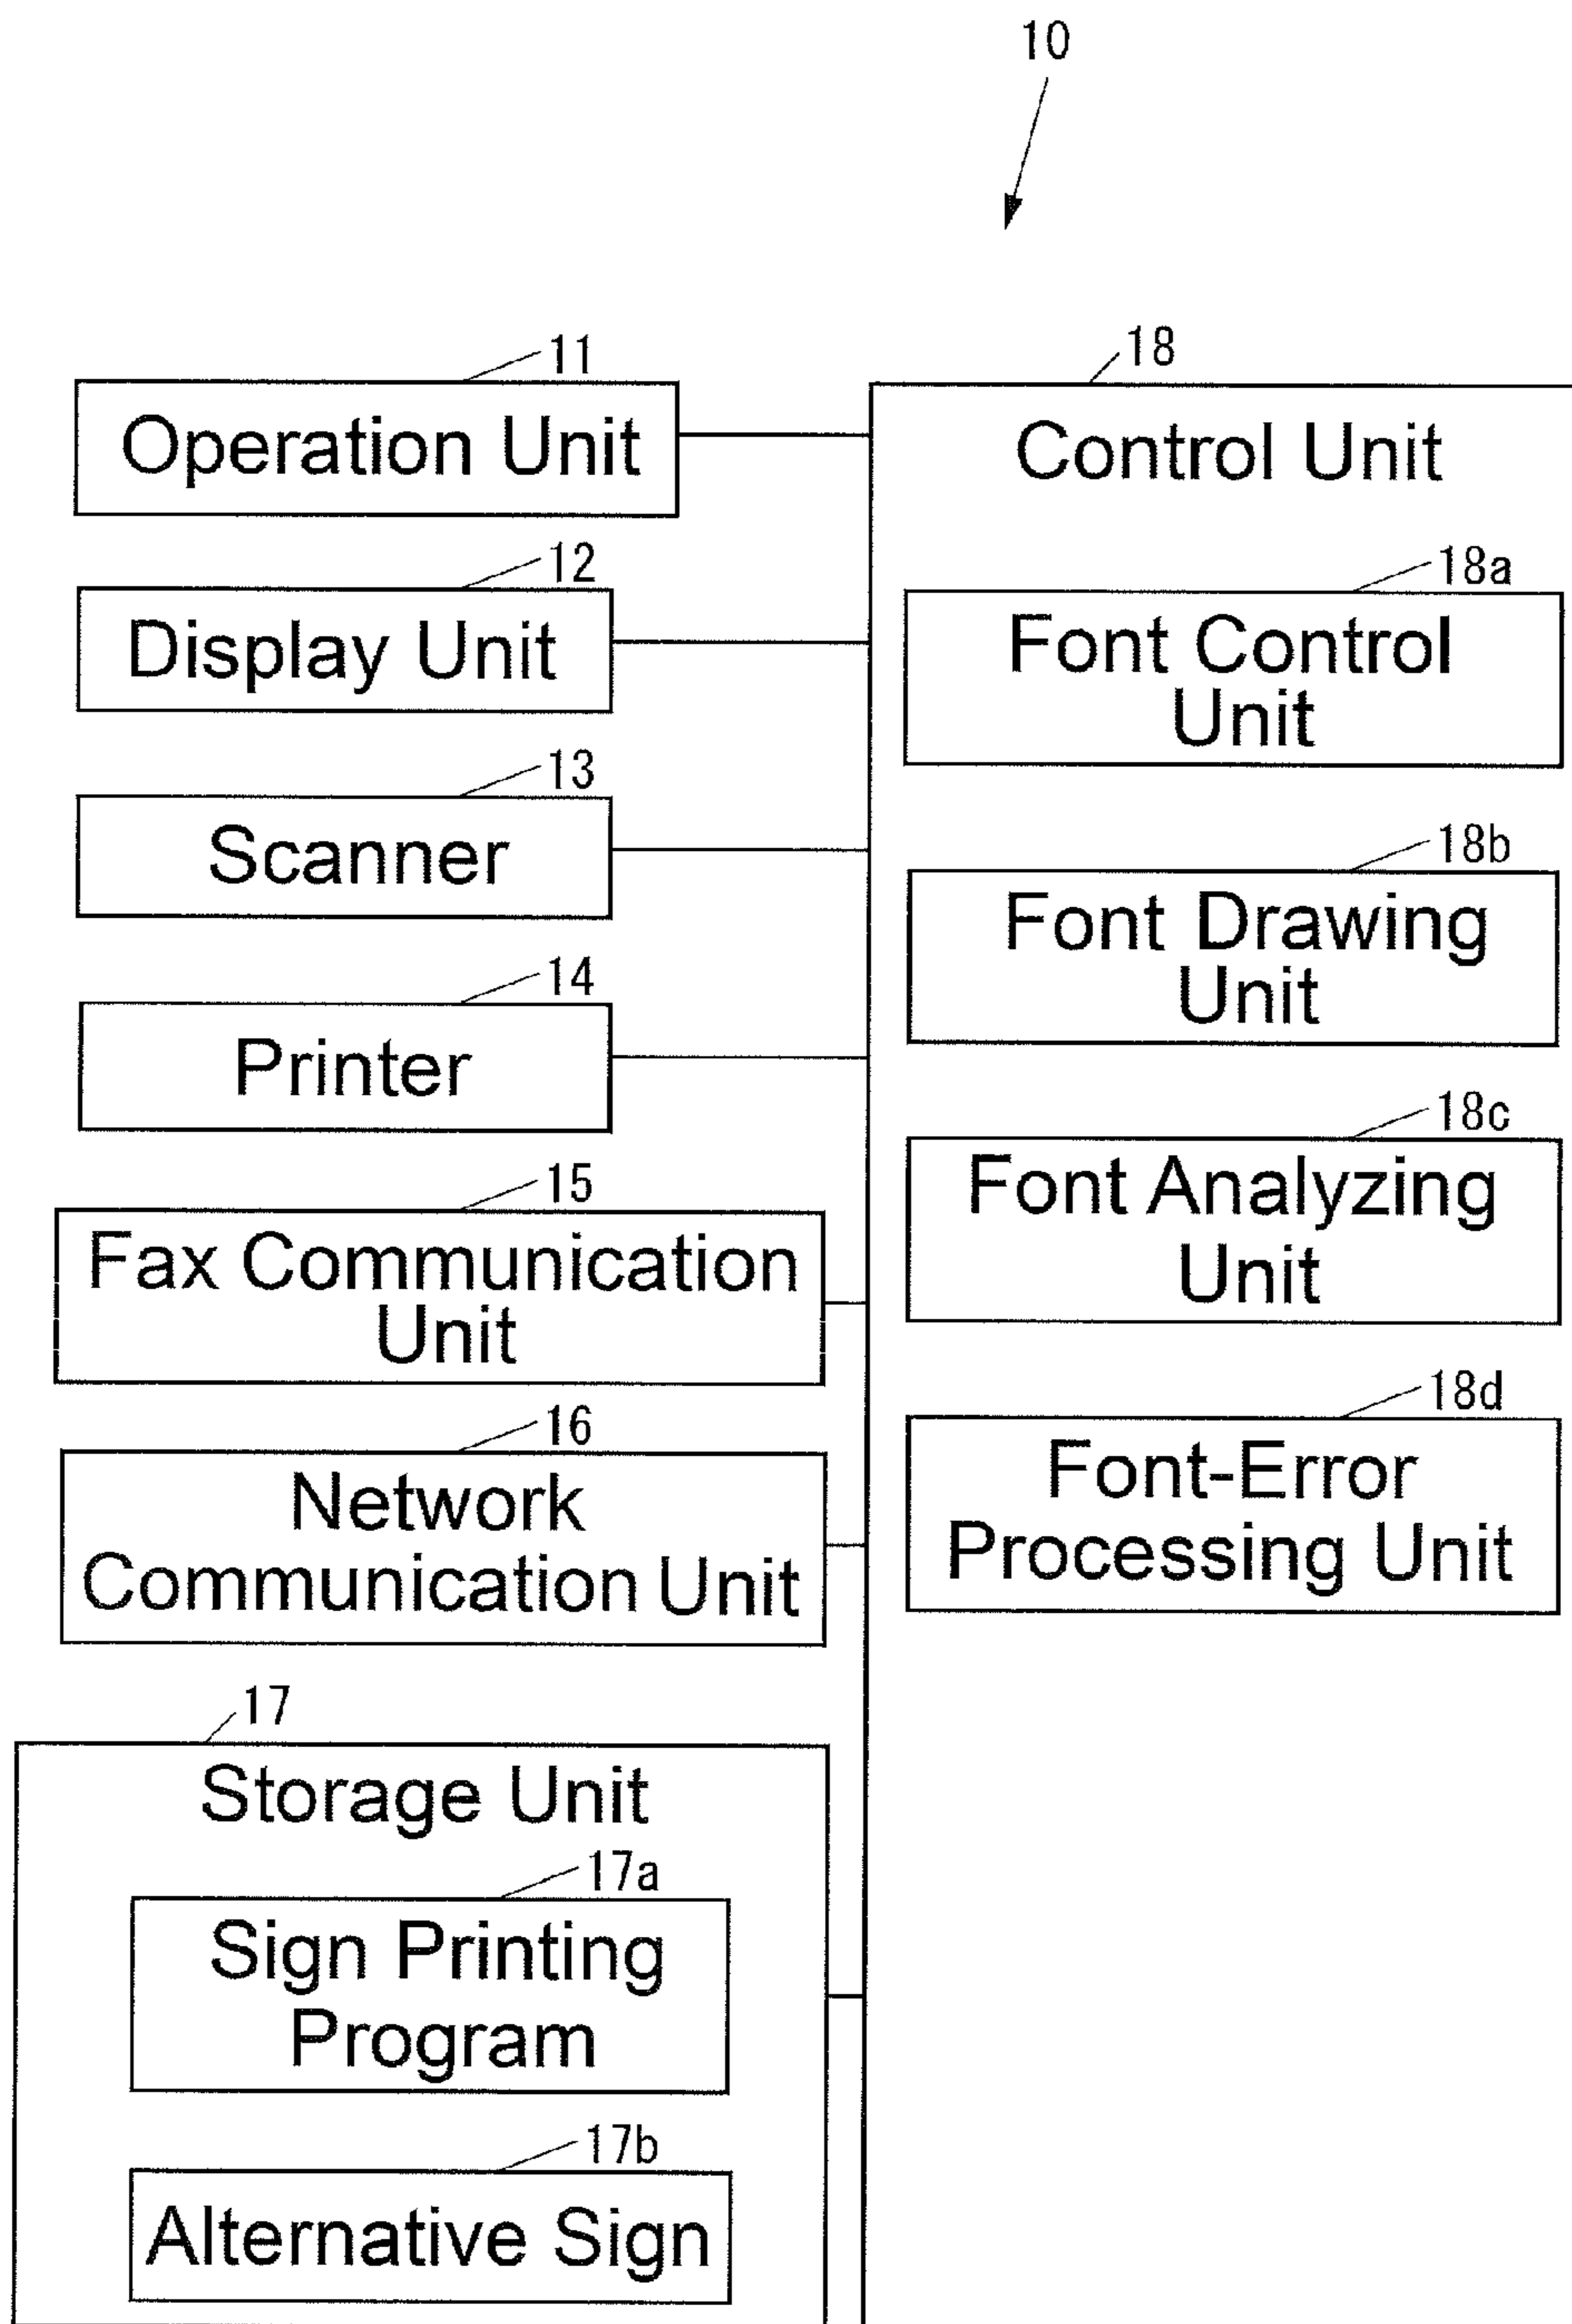 10
11
Operation Unit
12
Display Unit
13
Scanner
14
Printer
15
Fax Communication
Unit
16
Network
Communication Unit
17
Storage Unit
17a
Sign Printing
Program
17b
Alternative Sign
18
Control Unit
18a
Font Control
Unit
18b
Font Drawing
Unit
18c
Font Analyzing
Unit
18d
Font-Error
Processing Unit